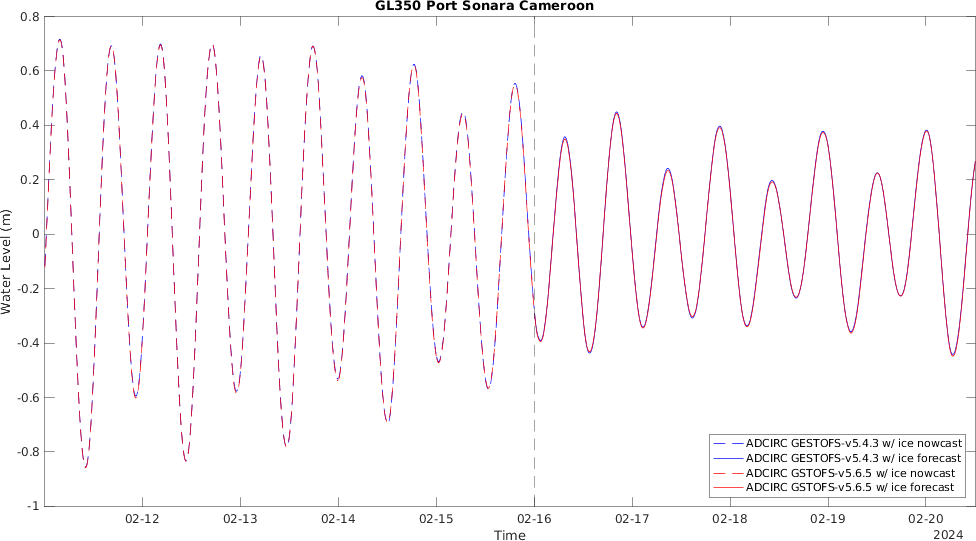 GL350 Port Sonara Cameroon
0.8
0.6
0.4
0.2
0
-0.2
-0.4
-0.6
-0.8
-1
Water Level (m)
ADCIRC GESTOFS-v5.4.3 w/ ice nowcast
ADCIRC GESTOFS-v5.4.3 w/ ice forecast
ADCIRC GSTOFS-v5.6.5 w/ ice nowcast
ADCIRC GSTOFS-v5.6.5 w/ ice forecast
02-12 02-13 02-14 02-15 02-16 02-17 02-18 02-19 02-20
Time
2024